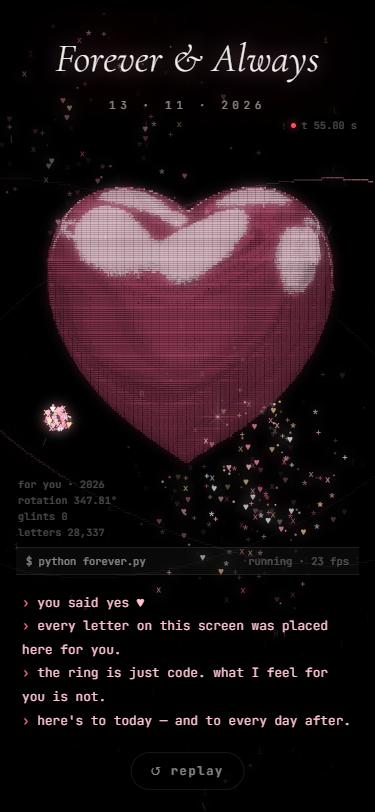 Forever & Always
13 · 11 · 2026
t 55.00 s
for you · 2026
rotation 347.81°
glints 0
letters 28,337
$ python forever.py
running · 23 fps
› you said yes ♥
› every letter on this screen was placed
here for you.
› the ring is just code. what I feel for
you is not.
› here's to today — and to every day after.
↺ replay